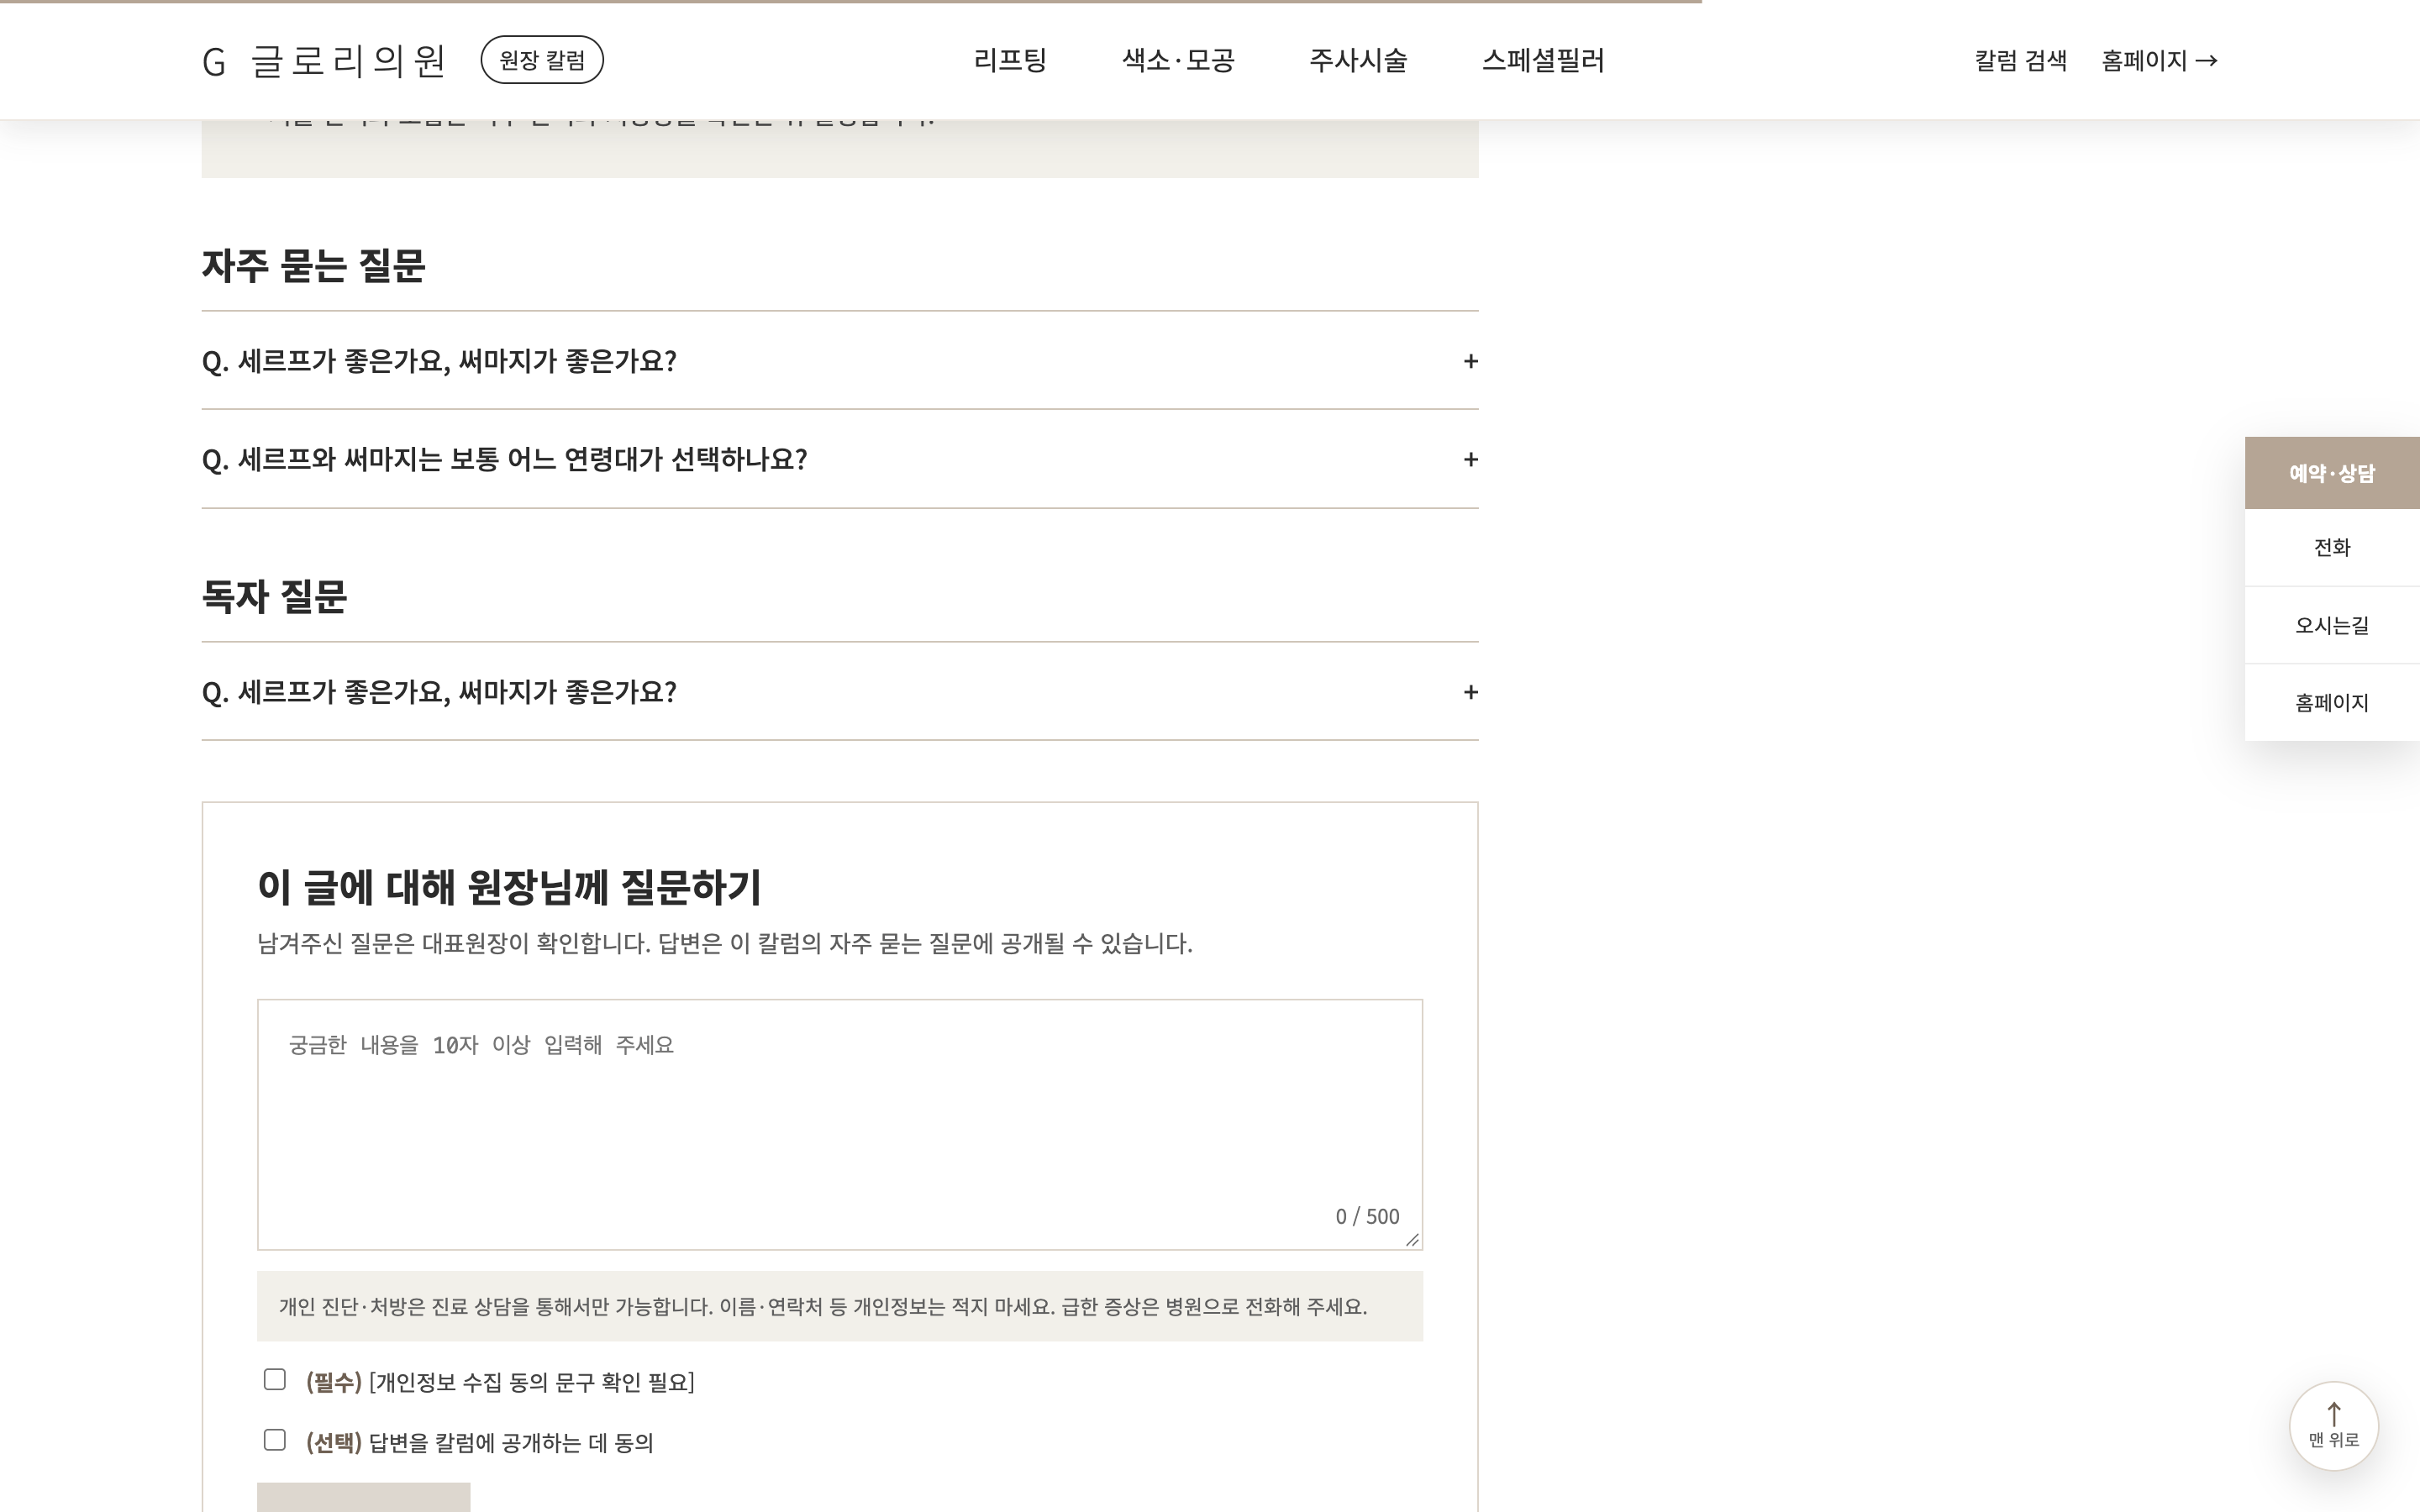 G 글로리의원
원장 칼럼
리프팅
색소·모공
주사시술
스페셜필러
칼럼 검색
홈페이지 →
자주 묻는 질문
Q. 세르프가 좋은가요, 써마지가 좋은가요?
+
Q. 세르프와 써마지는 보통 어느 연령대가 선택하나요?
+
독자 질문
Q. 세르프가 좋은가요, 써마지가 좋은가요?
+
예약·상담
전화
오시는길
홈페이지
이 글에 대해 원장님께 질문하기
남겨주신 질문은 대표원장이 확인합니다. 답변은 이 칼럼의 자주 묻는 질문에 공개될 수 있습니다.
궁금한 내용을 10자 이상 입력해 주세요
0 / 500
개인 진단·처방은 진료 상담을 통해서만 가능합니다. 이름·연락처 등 개인정보는 적지 마세요. 급한 증상은 병원으로 전화해 주세요.
(필수) [개인정보 수집 동의 문구 확인 필요]
(선택) 답변을 칼럼에 공개하는 데 동의
↑
맨 위로